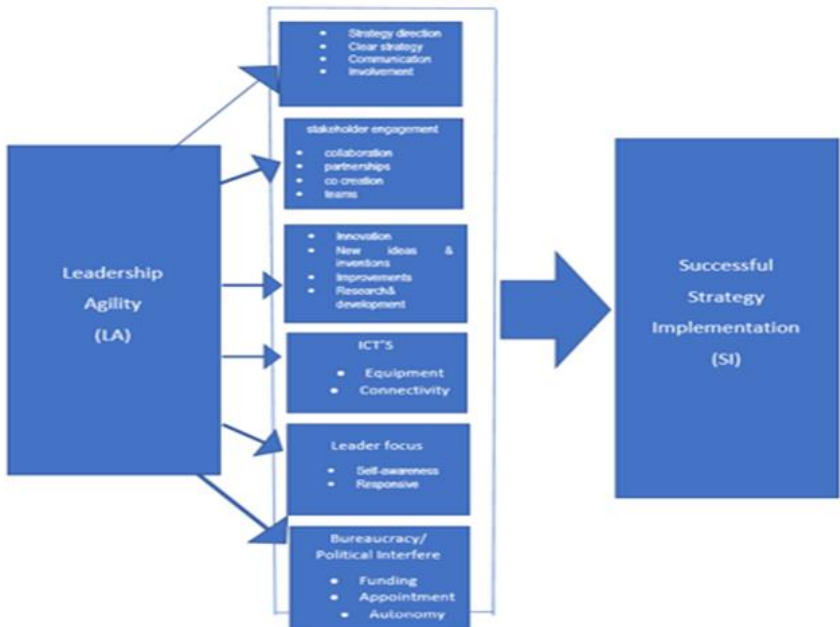 • Strategy direction
• Clear strategy
• Communication
• Involvement
stakeholder engagement
• collaboration
• partnerships
• co creation
• teams
• Innovation
• New ideas &
inventions
• Improvements
• Research&
development
Leadership
Agility
(LA)
ICT'S
• Equipment
• Connectivity
Leader focus
• Self-awareness
• Responsive
Bureaucracy/
Political Interfere
• Funding
• Appointment
• Autonomy
Successful
Strategy
Implementation
(SI)